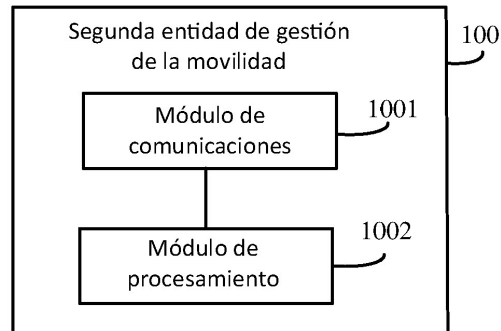 Segunda entidad de gestión
de la movilidad
100
Módulo de
comunicaciones
1001
Módulo de
procesamiento
1002